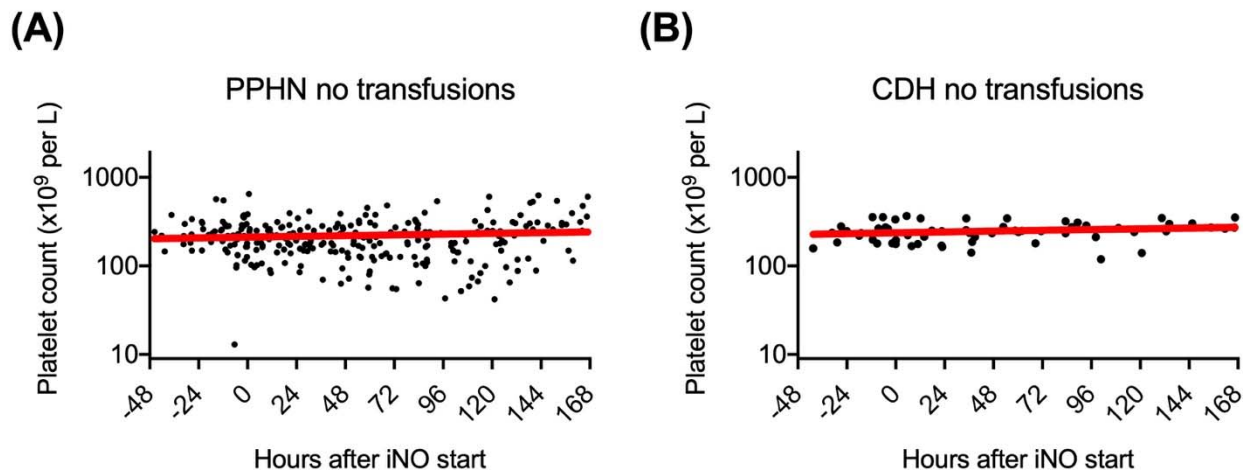 (A)
PPHN no transfusions
Platelet count (x10⁹ per L)
1000
100
10
-48 -24 0 24 48 72 96 120 144 168
Hours after iNO start
(B)
CDH no transfusions
Platelet count (x10⁹ per L)
1000
100
10
-48 -24 0 24 48 72 96 120 144 168
Hours after iNO start